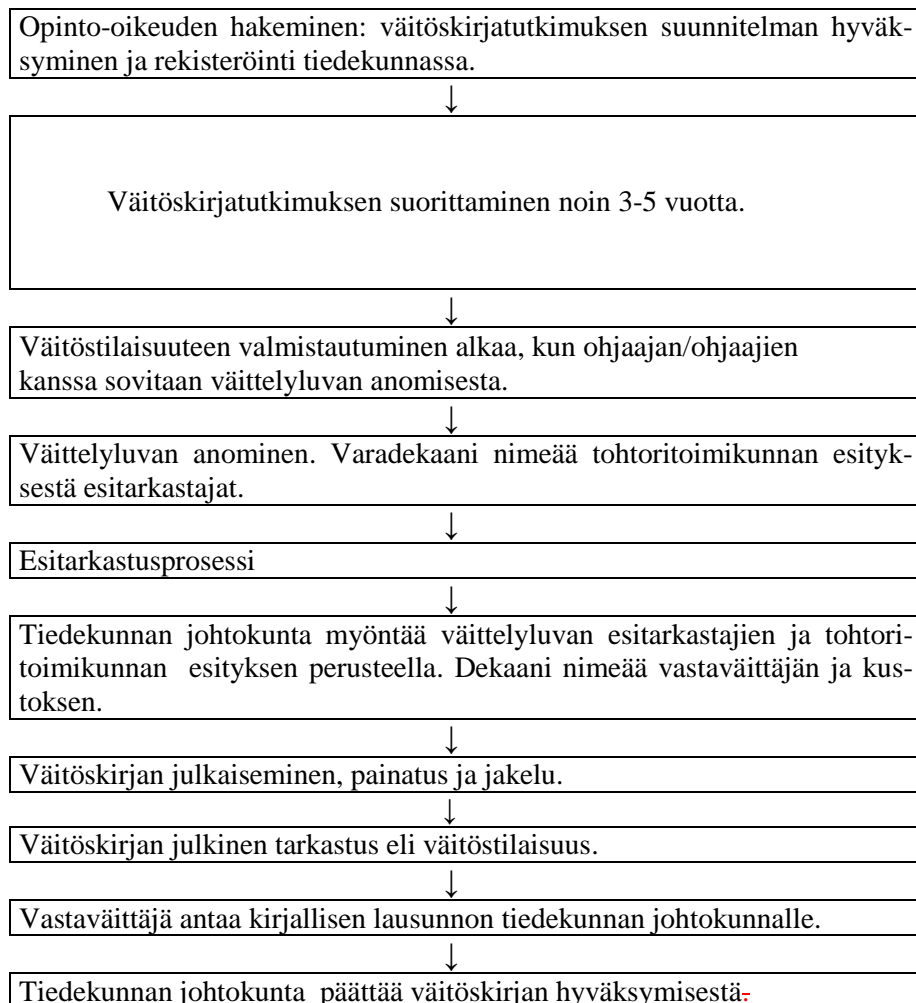 Opinto-oikeuden hakeminen: väitöskirjatutkimuksen suunnitelman hyväk-
syminen ja rekisteröinti tiedekunnassa.
↓
Väitöskirjatutkimuksen suorittaminen noin 3-5 vuotta.
↓
Väitöstilaisuuteen valmistautuminen alkaa, kun ohjaajan/ohjaajien
kanssa sovitaan väittelyluvan anomisesta.
↓
Väittelyluvan anominen. Varadekaani nimeää tohtoritoimikunnan esityk-
sestä esitarkastajat.
↓
Esitarkastusprosessi
↓
Tiedekunnan johtokunta myöntää väittelyluvan esitarkastajien ja tohtori-
toimikunnan esityksen perusteella. Dekaani nimeää vastaväittäjän ja kus-
toksen.
↓
Väitöskirjan julkaiseminen, painatus ja jakelu.
↓
Väitöskirjan julkinen tarkastus eli väitöstilaisuus.
↓
Vastaväittäjä antaa kirjallisen lausunnon tiedekunnan johtokunnalle.
↓
Tiedekunnan johtokunta päättää väitöskirjan hyväksymisestä.